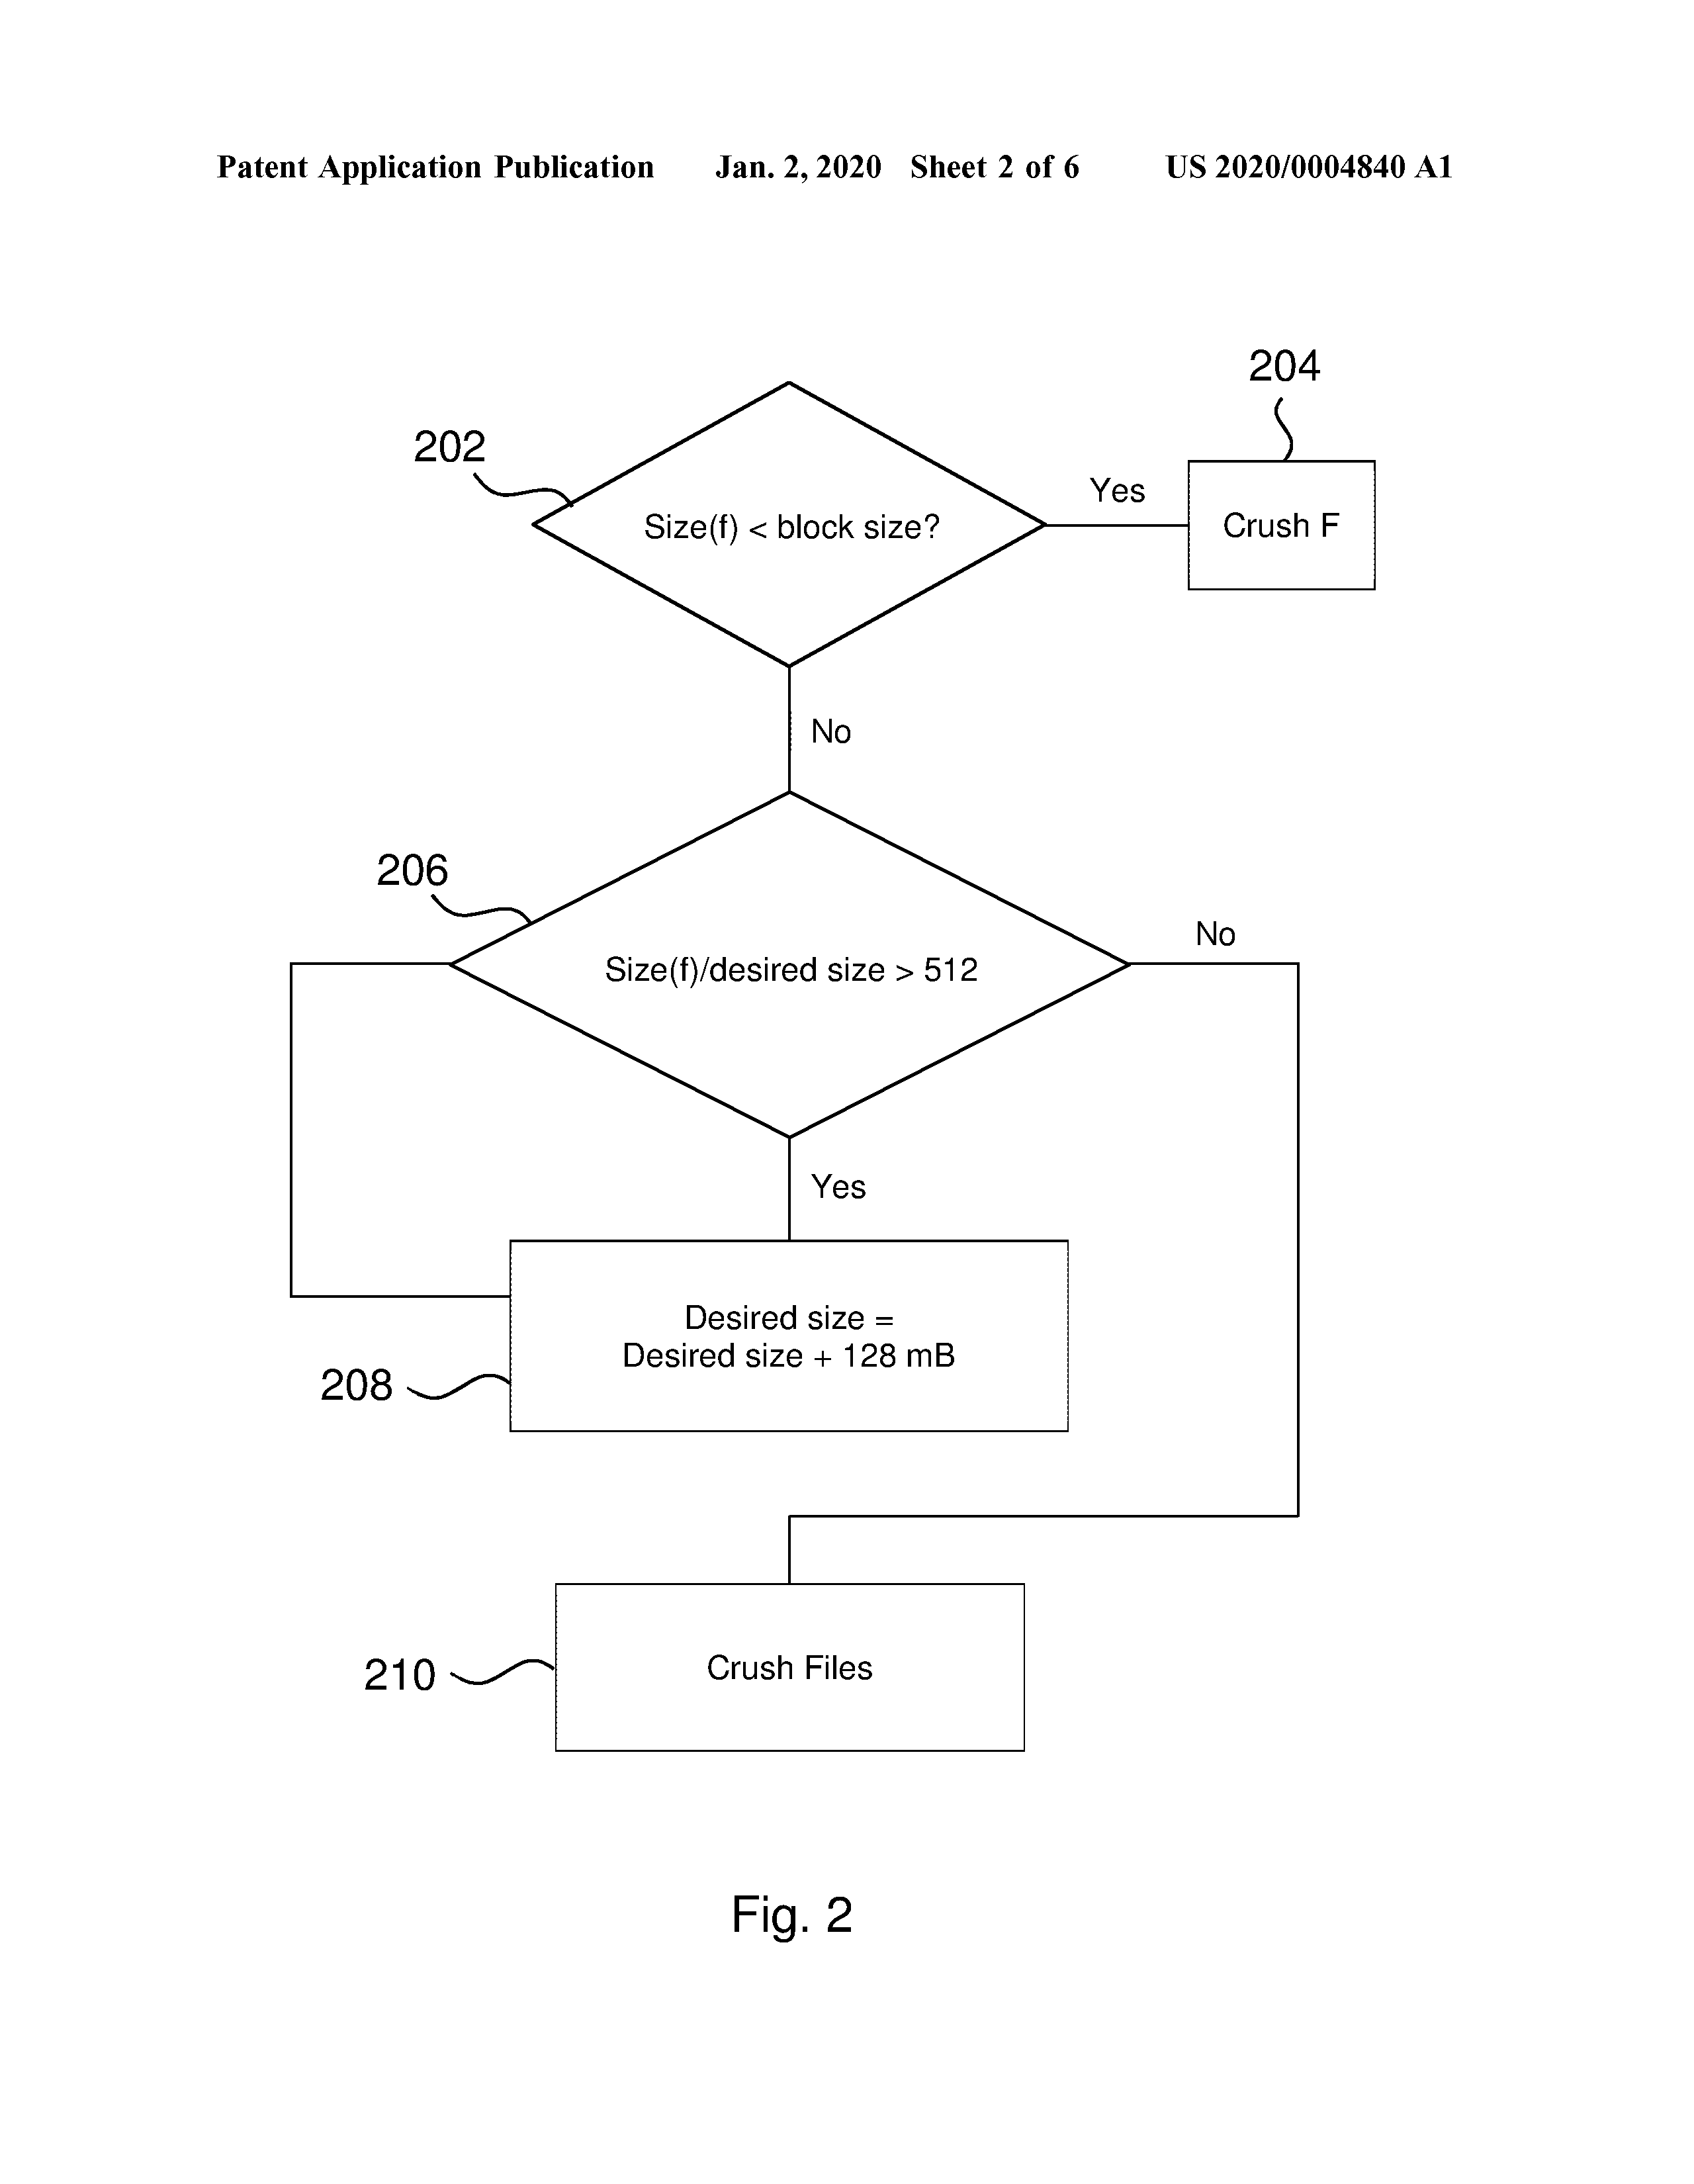 Patent Application Publication Jan. 2, 2020 Sheet 2 of 6 US 2020/0004840 A1
204
202
Yes
Size(f) < block size?
Crush F
No
206
No
Size(f)/desired size > 512
Yes
Desired size =
Desired size + 128 mB
208
Crush Files
210
Fig. 2